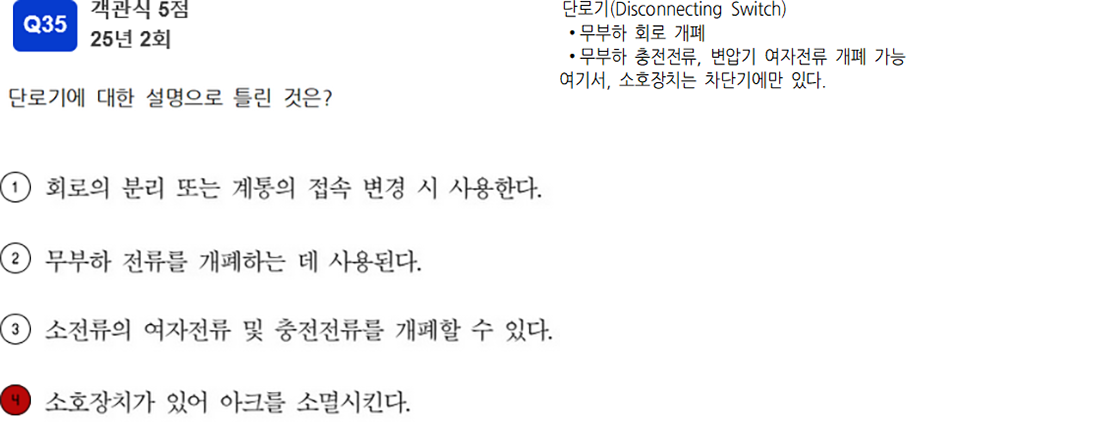 Q35
객관식 5점
25년 2회
단로기에 대한 설명으로 틀린 것은?
① 회로의 분리 또는 계통의 접속 변경 시 사용한다.
② 무부하 전류를 개폐하는 데 사용된다.
③ 소전류의 여자전류 및 충전전류를 개폐할 수 있다.
④ 소호장치가 있어 아크를 소멸시킨다.
단로기(Disconnecting Switch)
•무부하 회로 개폐
•무부하 충전전류, 변압기 여자전류 개폐 가능
여기서, 소호장치는 차단기에만 있다.